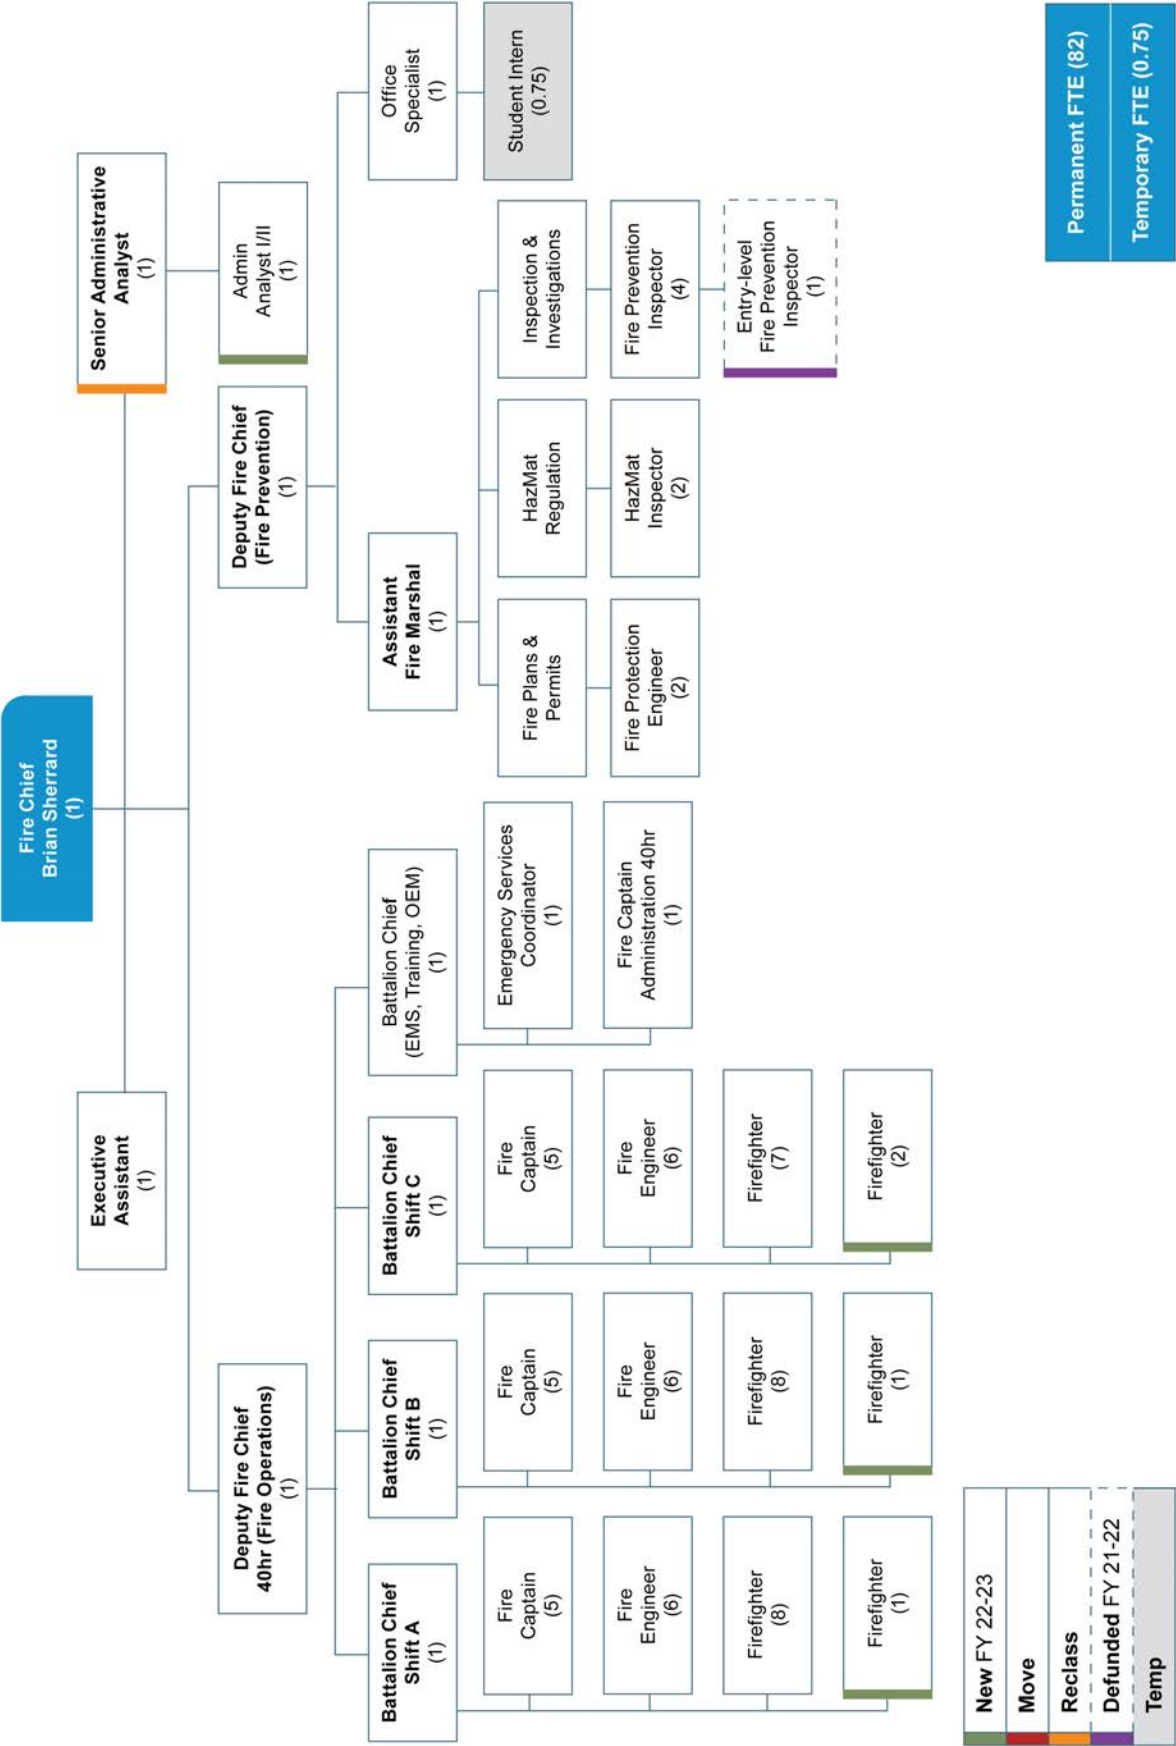 Fire Chief
Brian Sherrard
(1)
Executive
Assistant
(1)
Senior Administrative
Analyst
(1)
Admin
Analyst I/II
(1)
Deputy Fire Chief
40hr (Fire Operations)
(1)
Deputy Fire Chief
(Fire Prevention)
(1)
Battalion Chief
Shift A
(1)
Fire
Captain
(5)
Fire
Engineer
(6)
Firefighter
(8)
Firefighter
(1)
Battalion Chief
Shift B
(1)
Fire
Captain
(5)
Fire
Engineer
(6)
Firefighter
(8)
Firefighter
(1)
Battalion Chief
Shift C
(1)
Fire
Captain
(5)
Fire
Engineer
(6)
Firefighter
(7)
Firefighter
(2)
Battalion Chief
(EMS, Training, OEM)
(1)
Emergency Services
Coordinator
(1)
Fire Captain
Administration 40hr
(1)
Assistant
Fire Marshal
(1)
Fire Plans &
Permits
Fire Protection
Engineer
(2)
HazMat
Regulation
HazMat
Inspector
(2)
Inspection &
Investigations
Fire Prevention
Inspector
(4)
Entry-level
Fire Prevention
Inspector
(1)
Office
Specialist
(1)
Student Intern
(0.75)
New FY 22-23
Move
Reclass
Defunded FY 21-22
Temp
Permanent FTE (82)
Temporary FTE (0.75)